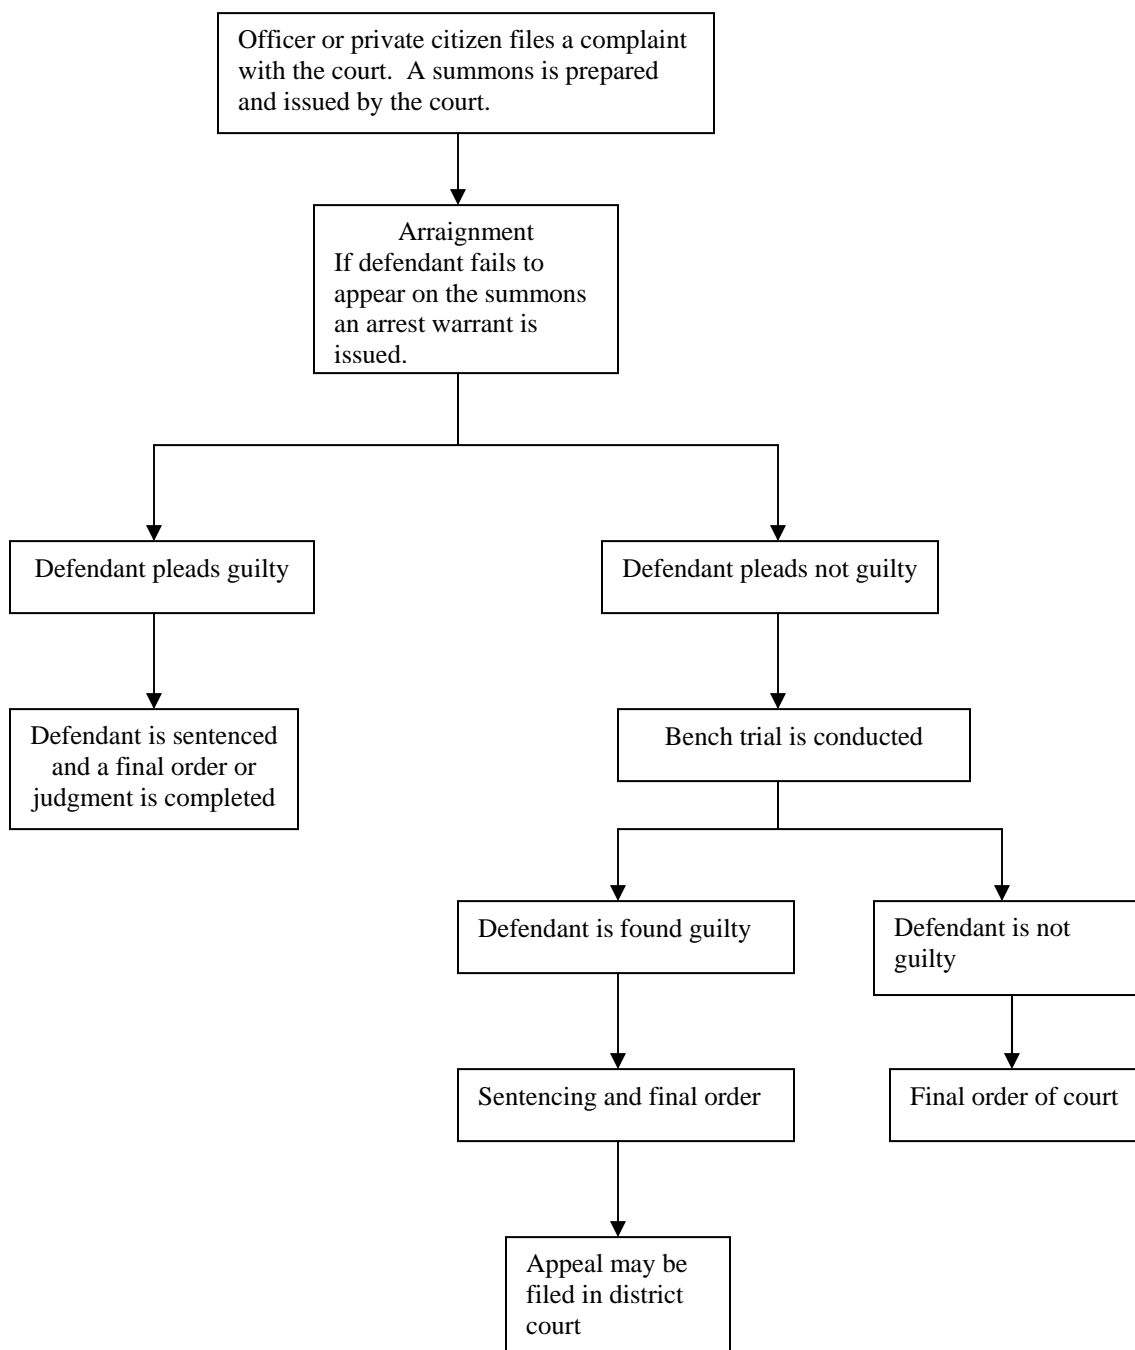 Officer or private citizen files a complaint
with the court.  A summons is prepared
and issued by the court.
Arraignment
If defendant fails to
appear on the summons
an arrest warrant is
issued.
Defendant pleads guilty
Defendant pleads not guilty
Defendant is sentenced
and a final order or
judgment is completed
Bench trial is conducted
Defendant is found guilty
Defendant is not
guilty
Sentencing and final order
Final order of court
Appeal may be
filed in district
court